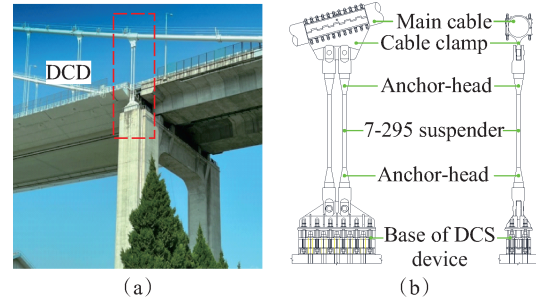 DCD
Main cable
Cable clamp
Anchor-head
7-295 suspender
Anchor-head
Base of DCS
device
(a)
(b)